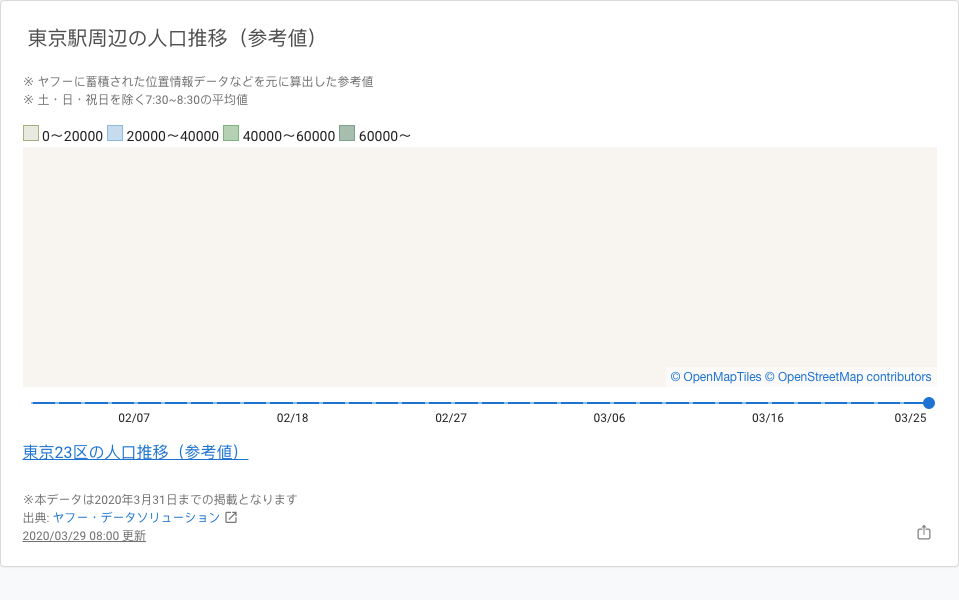 東京駅周辺の人口推移（参考値）
※ ヤフーに蓄積された位置情報データなどを元に算出した参考値
※ 土・日・祝日を除く7:30~8:30の平均値
0〜20000 20000〜40000 40000〜60000 60000〜
© OpenMapTiles © OpenStreetMap contributors
02/07 02/18 02/27 03/06 03/16 03/25
東京23区の人口推移（参考値）
※本データは2020年3月31日までの掲載となります
出典: ヤフー・データソリューション
2020/03/29 08:00 更新